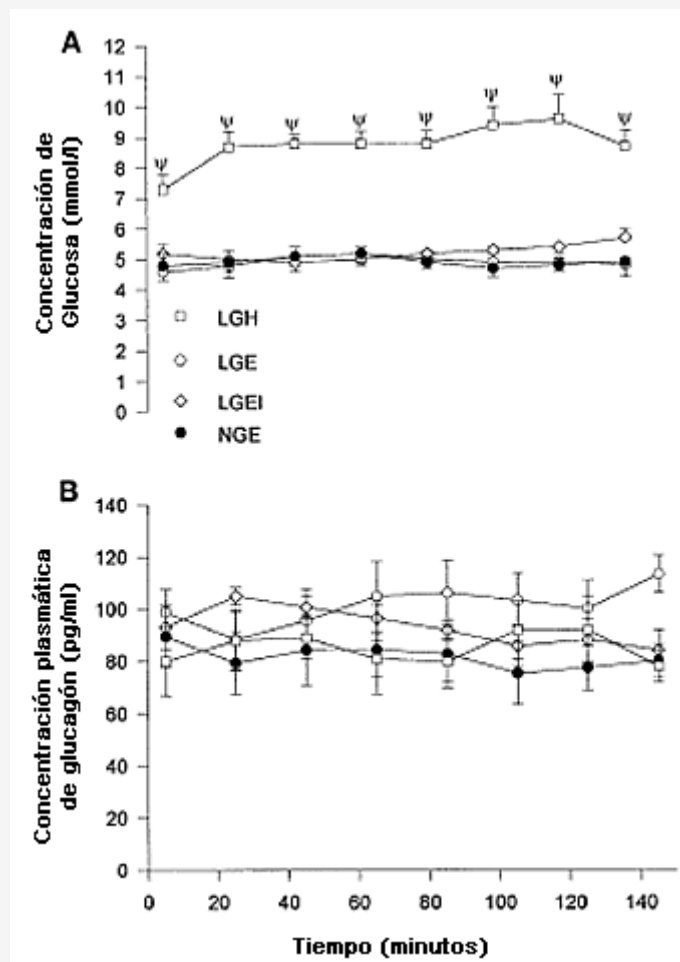 A
Concentración de
Glucosa (mmol/l)
12
11
10
9
8
7
6
5
4
3
2
1
0
Ψ Ψ Ψ Ψ Ψ Ψ Ψ Ψ
LGH
LGE
LGEI
NGE
B
Concentración plasmática
de glucagón (pg/ml)
140
120
100
80
60
40
20
0
0 20 40 60 80 100 120 140
Tiempo (minutos)